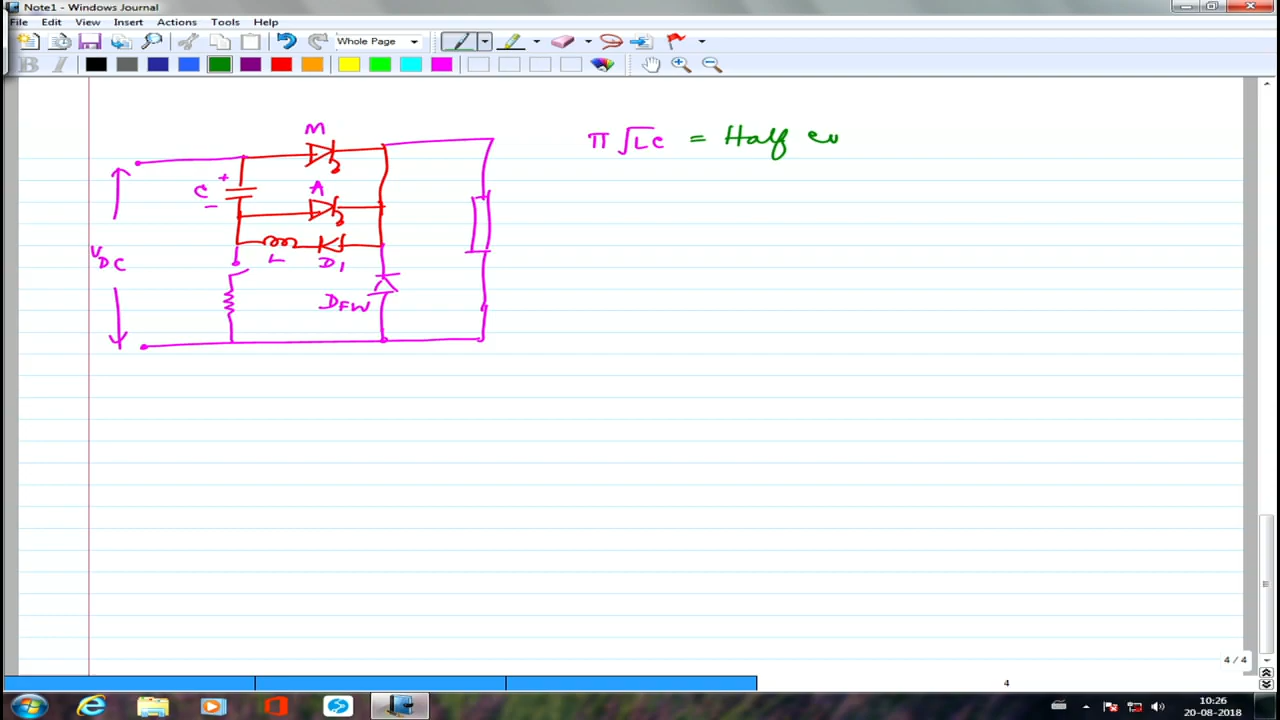 Note1 - Windows Journal
File Edit View Insert Actions Tools Help
Whole Page
B I
M
π√LC = Half cy
C + −
A
VDC
L D1
DFW
4 / 4
4
10:26
20-08-2018